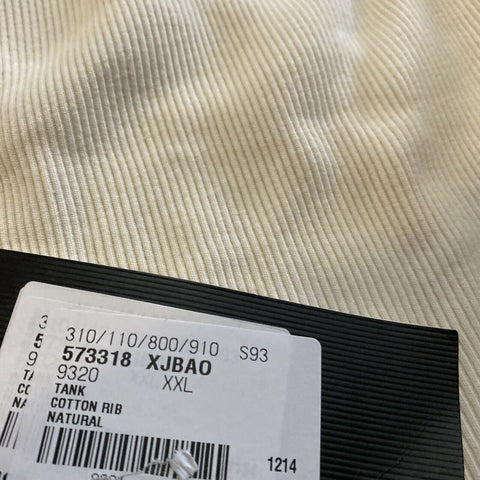 310/110/800/910 S93
573318 XJBAO
9320 XXL
TANK
COTTON RIB
NATURAL
1214